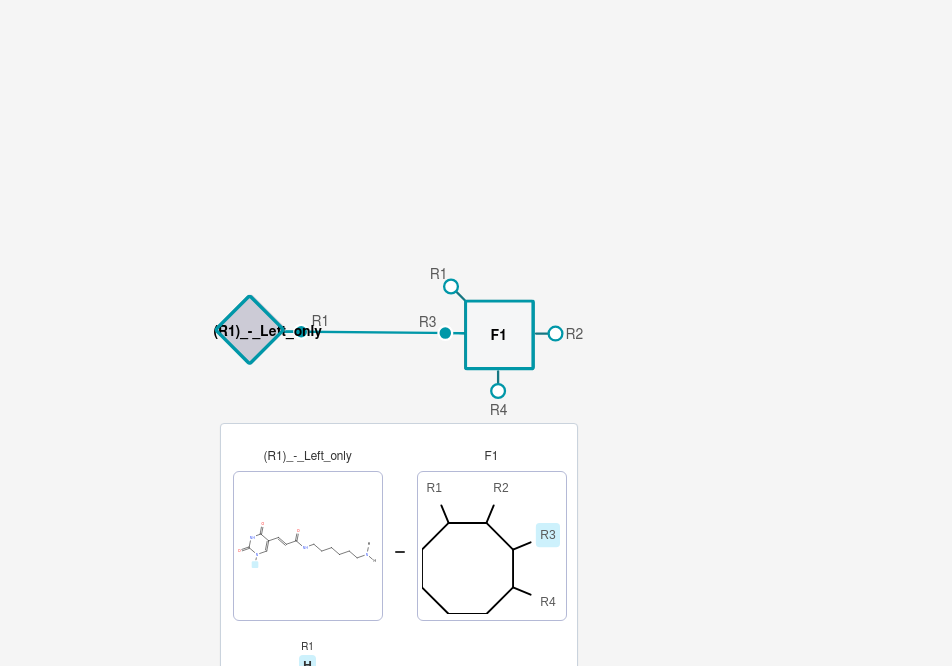 R1
(R1)_-_Left_only
R1
R3
F1
R2
R4
(R1)_-_Left_only
F1
R1
R2
R3
R4
R1
H